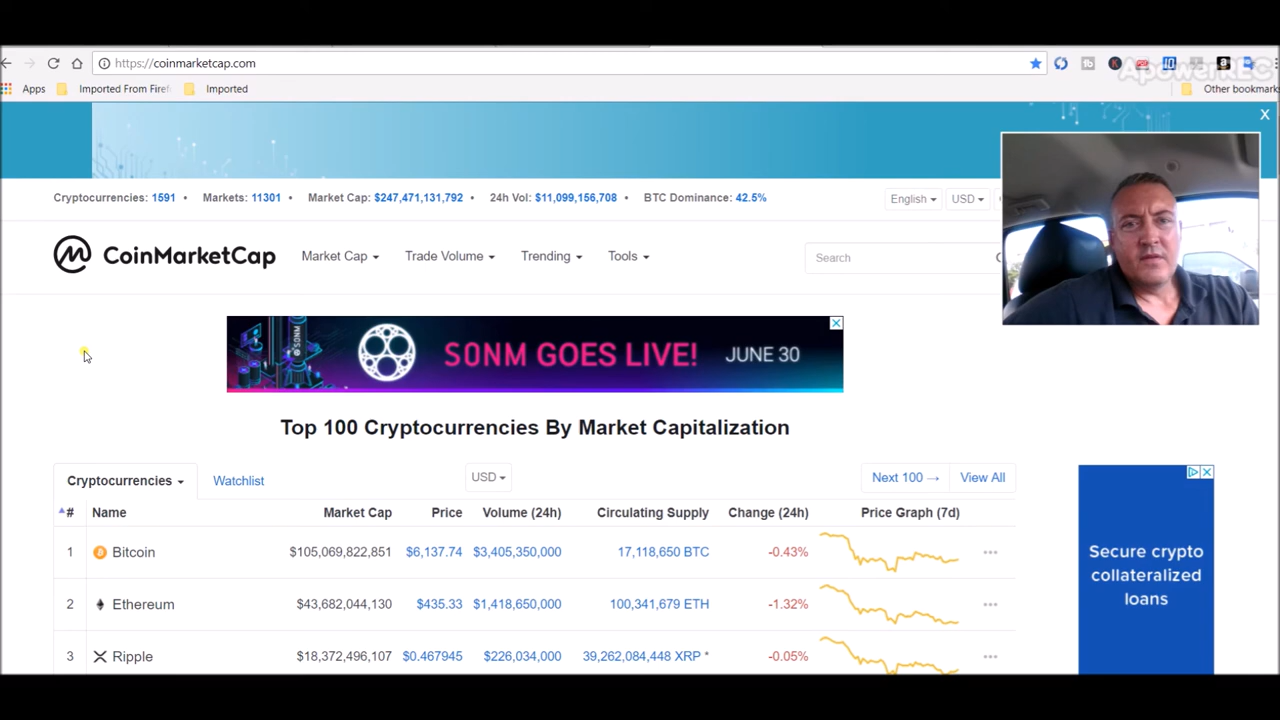 ApowerREC
https://coinmarketcap.com
Apps Imported From Firef Imported Other bookmark
X
Cryptocurrencies: 1591 • Markets: 11301 • Market Cap: $247,471,131,792 • 24h Vol: $11,099,156,708 BTC Dominance: 42.5%
English USD
CoinMarketCap Market Cap Trade Volume Trending Tools Search
SONM
SONM GOES LIVE! JUNE 30
Top 100 Cryptocurrencies By Market Capitalization
Cryptocurrencies Watchlist USD Next 100 → View All
# Name Market Cap Price Volume (24h) Circulating Supply Change (24h) Price Graph (7d)
1 Bitcoin $105,069,822,851 $6,137.74 $3,405,350,000 17,118,650 BTC -0.43%
2 Ethereum $43,682,044,130 $435.33 $1,418,650,000 100,341,679 ETH -1.32%
3 Ripple $18,372,496,107 $0.467945 $226,034,000 39,262,084,448 XRP * -0.05%
Secure crypto
collateralized
loans